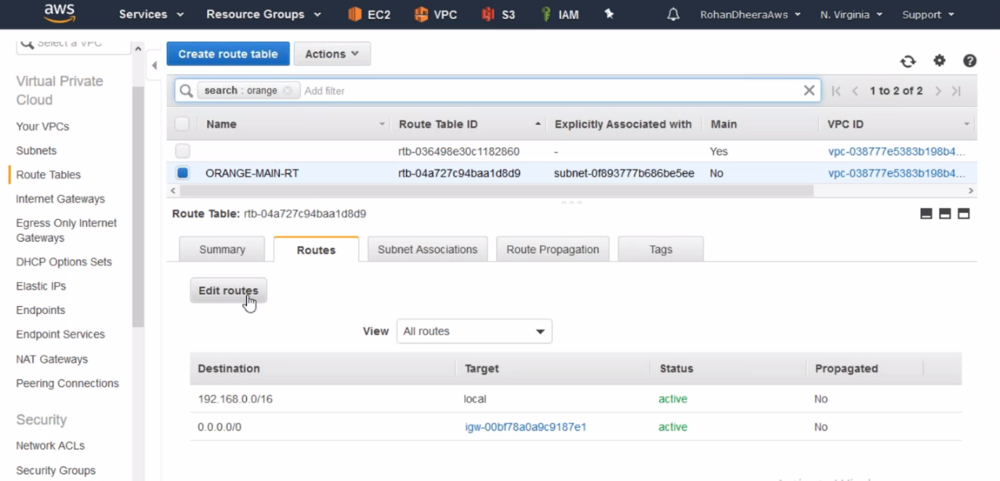 aws Services Resource Groups EC2 VPC S3 IAM RohanDheeraAws N. Virginia Support
Select a VPC
Virtual Private
Cloud
Your VPCs
Subnets
Route Tables
Internet Gateways
Egress Only Internet
Gateways
DHCP Options Sets
Elastic IPs
Endpoints
Endpoint Services
NAT Gateways
Peering Connections
Security
Network ACLs
Security Groups
Create route table Actions
search : orange Add filter 1 to 2 of 2
Name Route Table ID Explicitly Associated with Main VPC ID
rtb-036498e30c1182860 - Yes vpc-038777e5383b198b4...
ORANGE-MAIN-RT rtb-04a727c94baa1d8d9 subnet-0f893777b686be5ee No vpc-038777e5383b198b4...
Route Table: rtb-04a727c94baa1d8d9
Summary Routes Subnet Associations Route Propagation Tags
Edit routes
View All routes
Destination Target Status Propagated
192.168.0.0/16 local active No
0.0.0.0/0 igw-00bf78a0a9c9187e1 active No